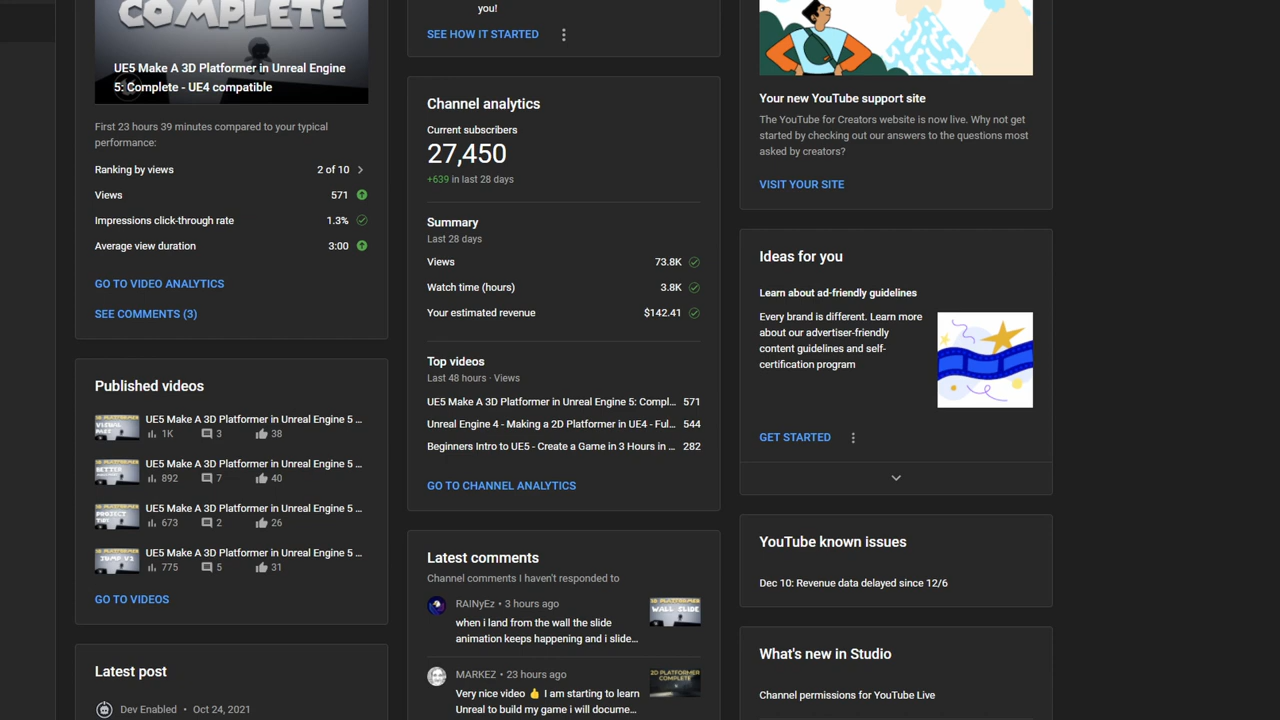 COMPLETE
UE5 Make A 3D Platformer in Unreal Engine
5: Complete - UE4 compatible
First 23 hours 39 minutes compared to your typical
performance:
Ranking by views 2 of 10
Views 571
Impressions click-through rate 1.3%
Average view duration 3:00
GO TO VIDEO ANALYTICS
SEE COMMENTS (3)
Published videos
UE5 Make A 3D Platformer in Unreal Engine 5 ...
1K 3 38
UE5 Make A 3D Platformer in Unreal Engine 5 ...
892 7 40
UE5 Make A 3D Platformer in Unreal Engine 5 ...
673 2 26
UE5 Make A 3D Platformer in Unreal Engine 5 ...
775 5 31
GO TO VIDEOS
Latest post
Dev Enabled • Oct 24, 2021
you!
SEE HOW IT STARTED
Channel analytics
Current subscribers
27,450
+639 in last 28 days
Summary
Last 28 days
Views 73.8K
Watch time (hours) 3.8K
Your estimated revenue $142.41
Top videos
Last 48 hours · Views
UE5 Make A 3D Platformer in Unreal Engine 5: Compl... 571
Unreal Engine 4 - Making a 2D Platformer in UE4 - Ful... 544
Beginners Intro to UE5 - Create a Game in 3 Hours in ... 282
GO TO CHANNEL ANALYTICS
Latest comments
Channel comments I haven't responded to
RAINyEz • 3 hours ago
when i land from the wall the slide
animation keeps happening and i slide...
WALL SLIDE
MARKEZ • 23 hours ago
Very nice video 👍 I am starting to learn
Unreal to build my game i will docume...
2D PLATFORMER
COMPLETE
Your new YouTube support site
The YouTube for Creators website is now live. Why not get
started by checking out our answers to the questions most
asked by creators?
VISIT YOUR SITE
Ideas for you
Learn about ad-friendly guidelines
Every brand is different. Learn more
about our advertiser-friendly
content guidelines and self-
certification program
GET STARTED
YouTube known issues
Dec 10: Revenue data delayed since 12/6
What's new in Studio
Channel permissions for YouTube Live